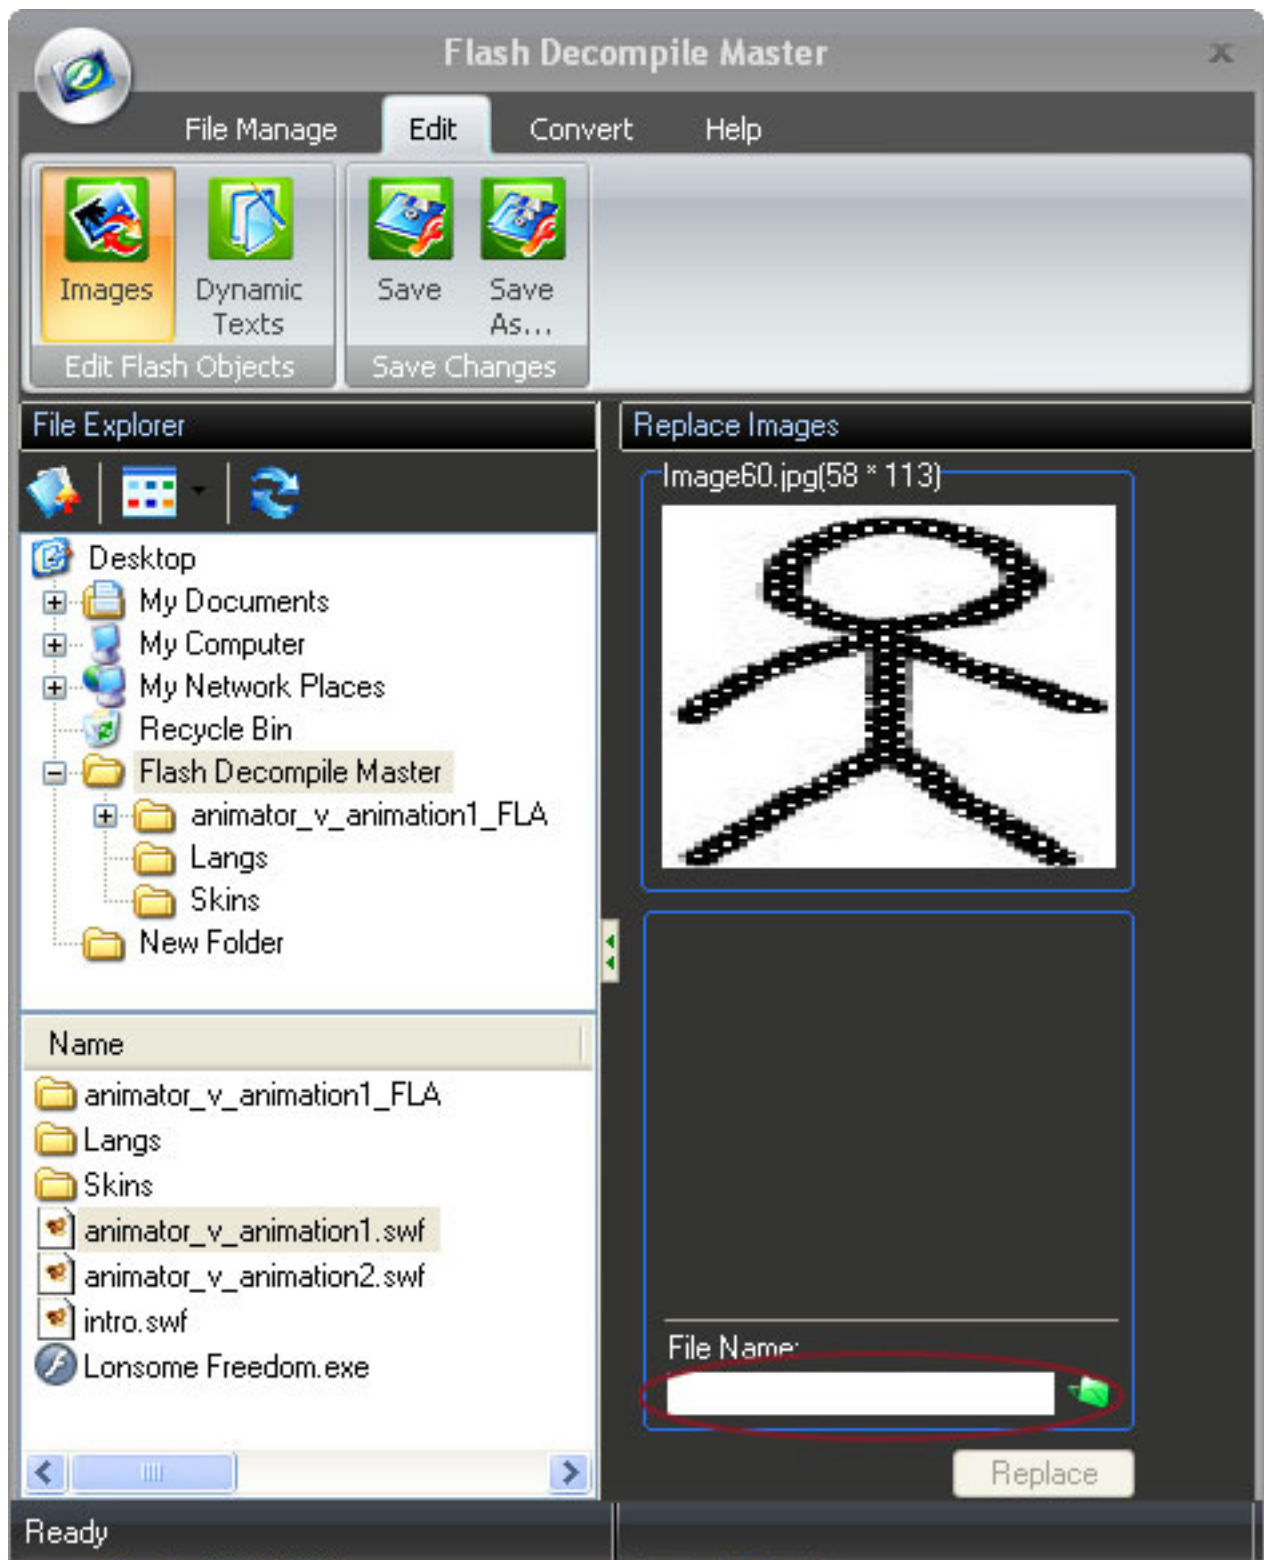 Flash Decompile Master
File Manage
Edit
Convert
Help
Images
Dynamic
Texts
Save
Save
As...
Edit Flash Objects
Save Changes
File Explorer
Desktop
My Documents
My Computer
My Network Places
Recycle Bin
Flash Decompile Master
animator_v_animation1_FLA
Langs
Skins
New Folder
Name
animator_v_animation1_FLA
Langs
Skins
animator_v_animation1.swf
animator_v_animation2.swf
intro.swf
Lonsome Freedom.exe
Replace Images
Image60.jpg(58 * 113)
File Name:
Replace
Ready